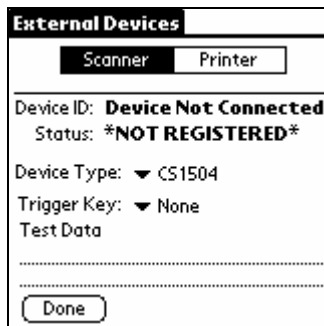 External Devices
Scanner Printer
Device ID: Device Not Connected
Status: *NOT REGISTERED*
Device Type: CS1504
Trigger Key: None
Test Data
Done